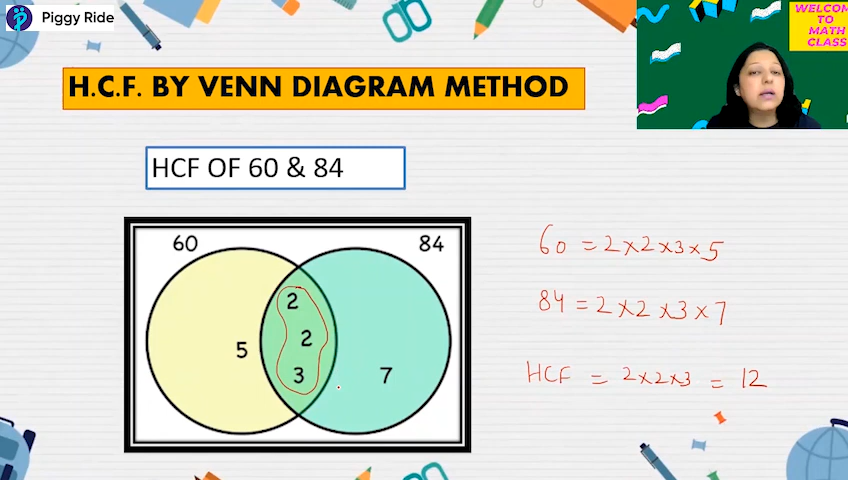 Piggy Ride
WELCOM
TO
MATH
CLASS
H.C.F. BY VENN DIAGRAM METHOD
HCF OF 60 & 84
60
84
2
2
3
5
7
60 = 2×2×3×5
84 = 2×2×3×7
HCF = 2×2×3 = 12